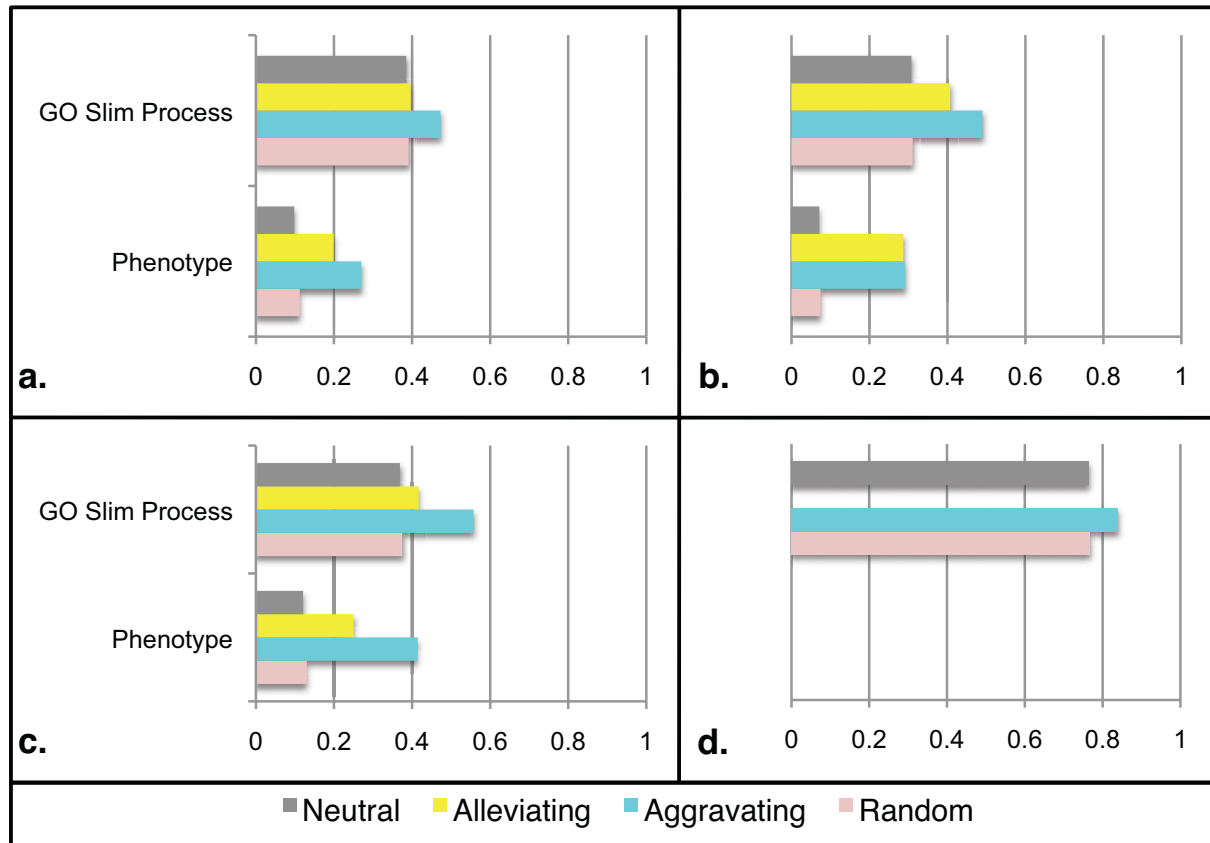 GO Slim Process
Phenotype
0 0.2 0.4 0.6 0.8 1
a.
0 0.2 0.4 0.6 0.8 1
b.
GO Slim Process
Phenotype
0 0.2 0.4 0.6 0.8 1
c.
0 0.2 0.4 0.6 0.8 1
d.
Neutral Alleviating Aggravating Random